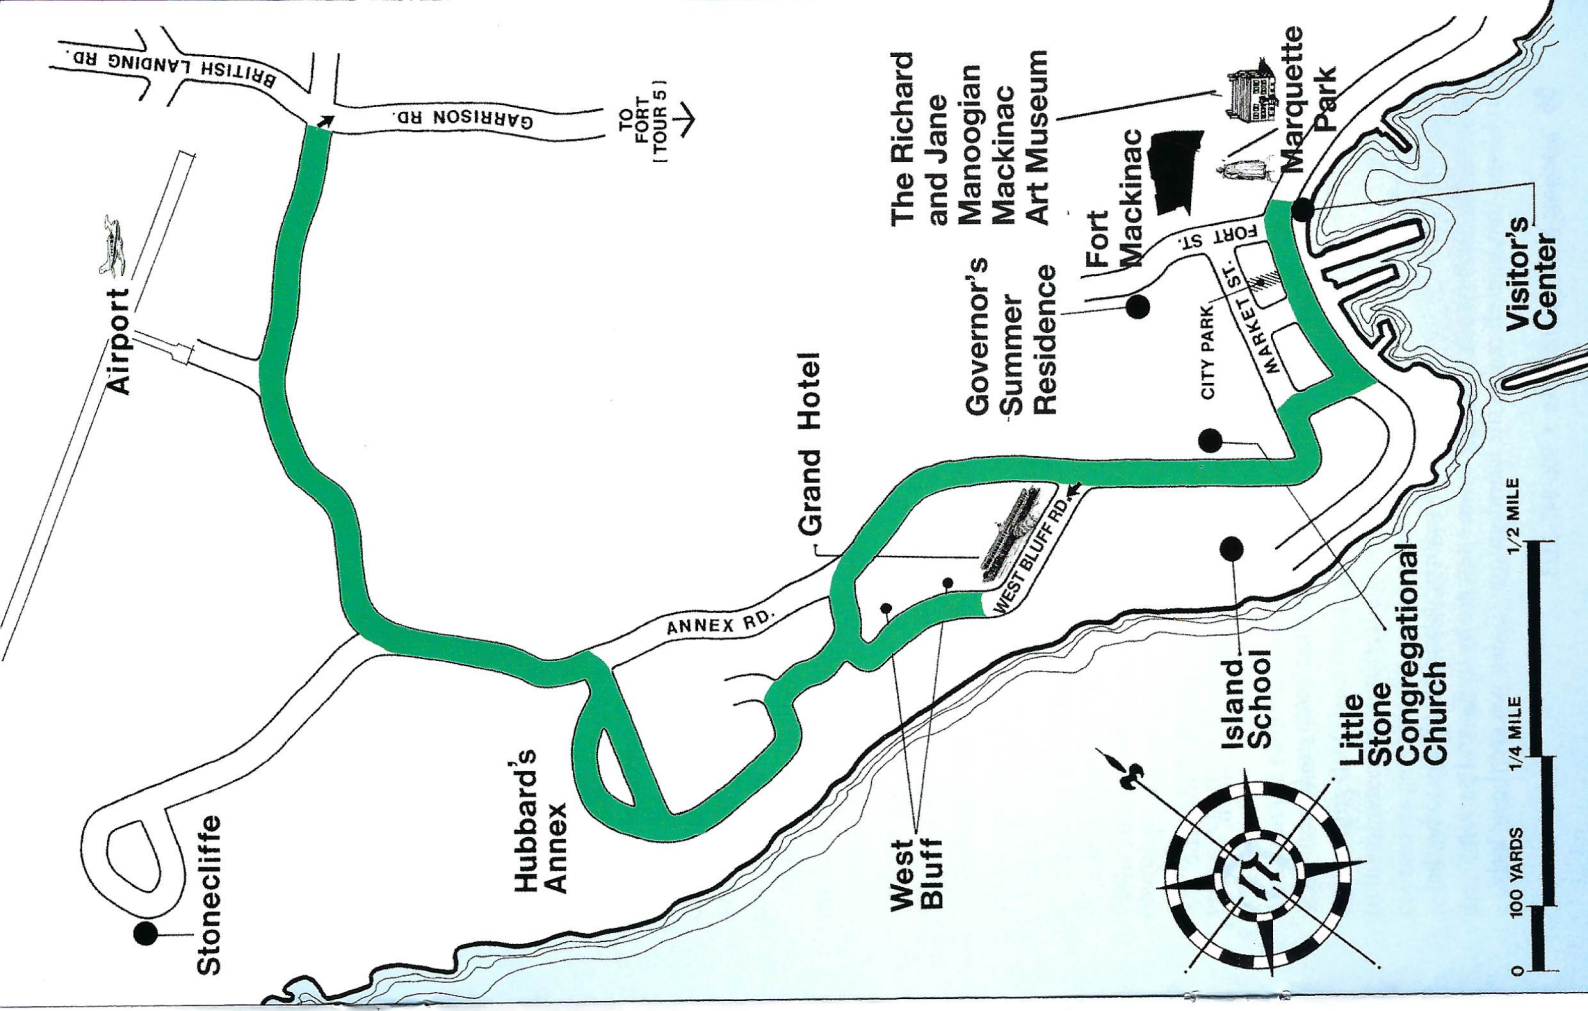 BRITISH LANDING RD.
GARRISON RD.
TO
FORT
[TOUR 5]
Airport
Stonecliffe
Hubbard's
Annex
ANNEX RD.
Grand Hotel
WEST BLUFF RD.
West
Bluff
The Richard
and Jane
Manoogian
Mackinac
Art Museum
Governor's
Summer
Residence
Fort
Mackinac
FORT ST.
MARKET ST.
CITY PARK
Marquette
Park
Visitor's
Center
Island
School
Little
Stone
Congregational
Church
0
100 YARDS
1/4 MILE
1/2 MILE